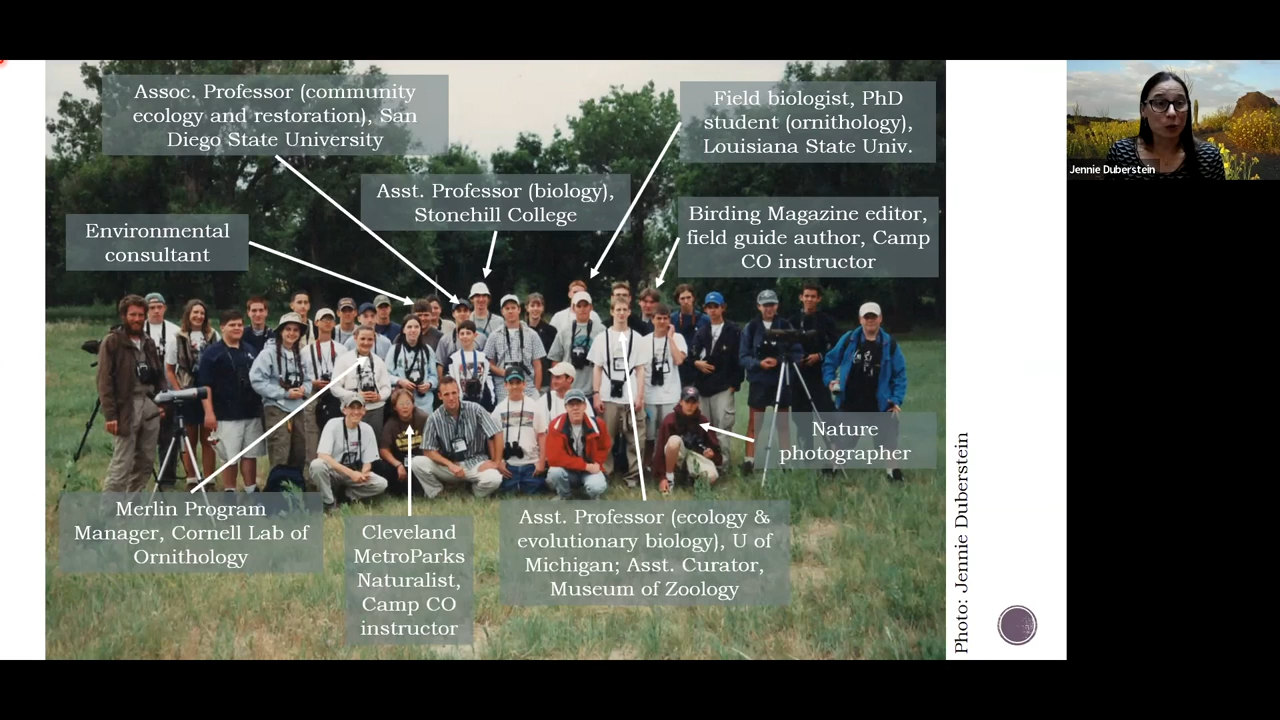 Assoc. Professor (community
ecology and restoration), San
Diego State University
Field biologist, PhD
student (ornithology),
Louisiana State Univ.
Jennie Duberstein
Asst. Professor (biology),
Stonehill College
Birding Magazine editor,
field guide author, Camp
CO instructor
Environmental
consultant
Nature
photographer
Merlin Program
Manager, Cornell Lab of
Ornithology
Cleveland
MetroParks
Naturalist,
Camp CO
instructor
Asst. Professor (ecology &
evolutionary biology), U of
Michigan; Asst. Curator,
Museum of Zoology
Photo: Jennie Duberstein